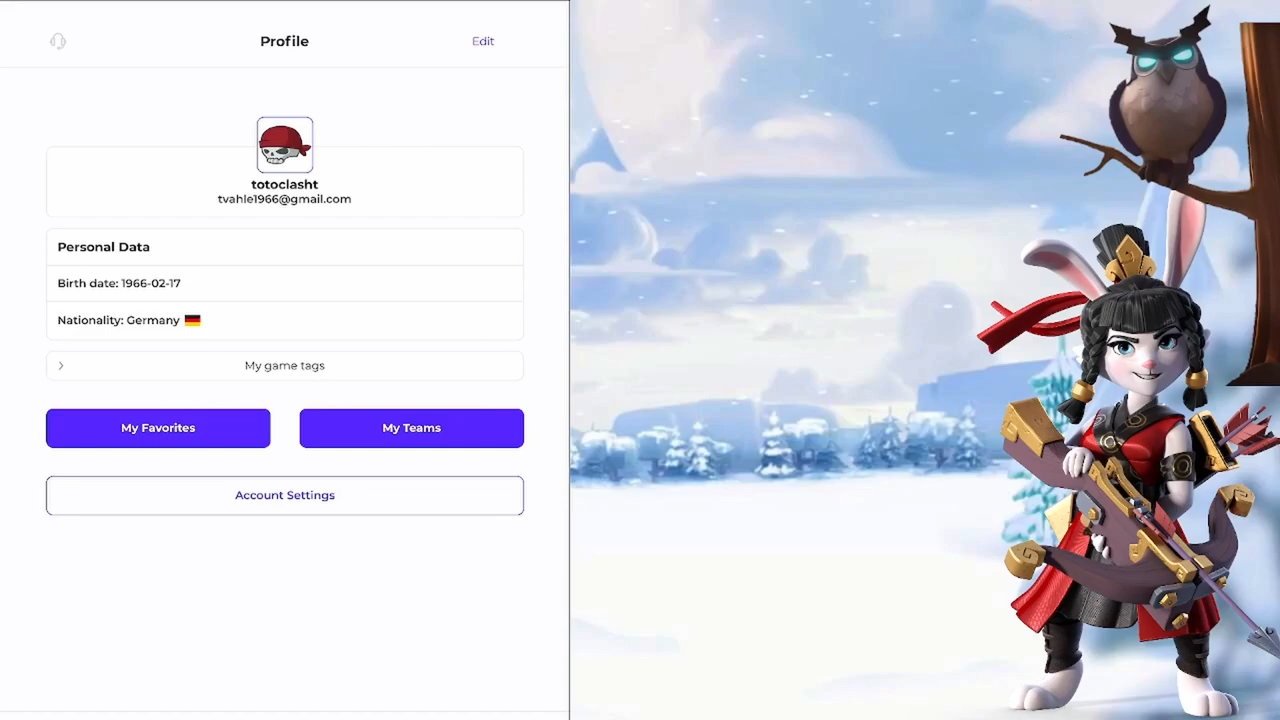 Profile
Edit
totoclasht
tvahle1966@gmail.com
Personal Data
Birth date: 1966-02-17
Nationality: Germany
My game tags
My Favorites
My Teams
Account Settings